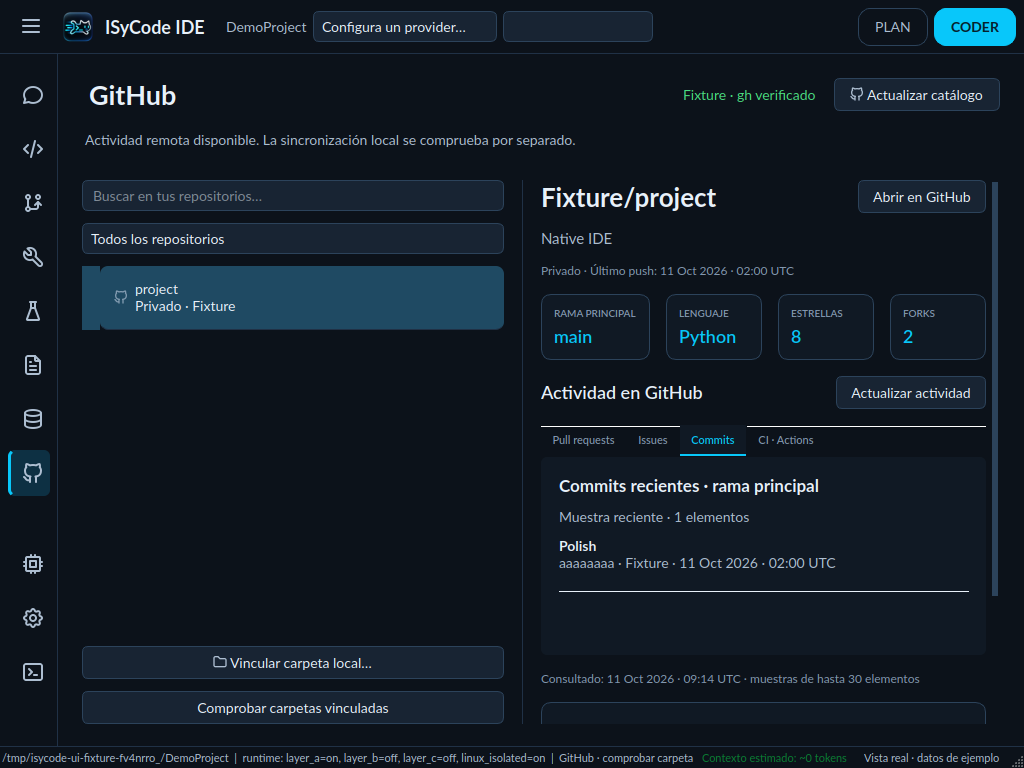 ISyCode IDE
DemoProject
Configura un provider...
PLAN
CODER
GitHub
Fixture · gh verificado
Actualizar catálogo
Actividad remota disponible. La sincronización local se comprueba por separado.
Buscar en tus repositorios...
Todos los repositorios
project
Privado · Fixture
Vincular carpeta local...
Comprobar carpetas vinculadas
Fixture/project
Abrir en GitHub
Native IDE
Privado · Último push: 11 Oct 2026 · 02:00 UTC
RAMA PRINCIPAL
main
LENGUAJE
Python
ESTRELLAS
8
FORKS
2
Actividad en GitHub
Actualizar actividad
Pull requests
Issues
Commits
CI · Actions
Commits recientes · rama principal
Muestra reciente · 1 elementos
Polish
aaaaaaaa · Fixture · 11 Oct 2026 · 02:00 UTC
Consultado: 11 Oct 2026 · 09:14 UTC · muestras de hasta 30 elementos
/tmp/isycode-ui-fixture-fv4nrro_/DemoProject | runtime: layer_a=on, layer_b=off, layer_c=off, linux_isolated=on | GitHub · comprobar carpeta
Contexto estimado: ~0 tokens
Vista real · datos de ejemplo